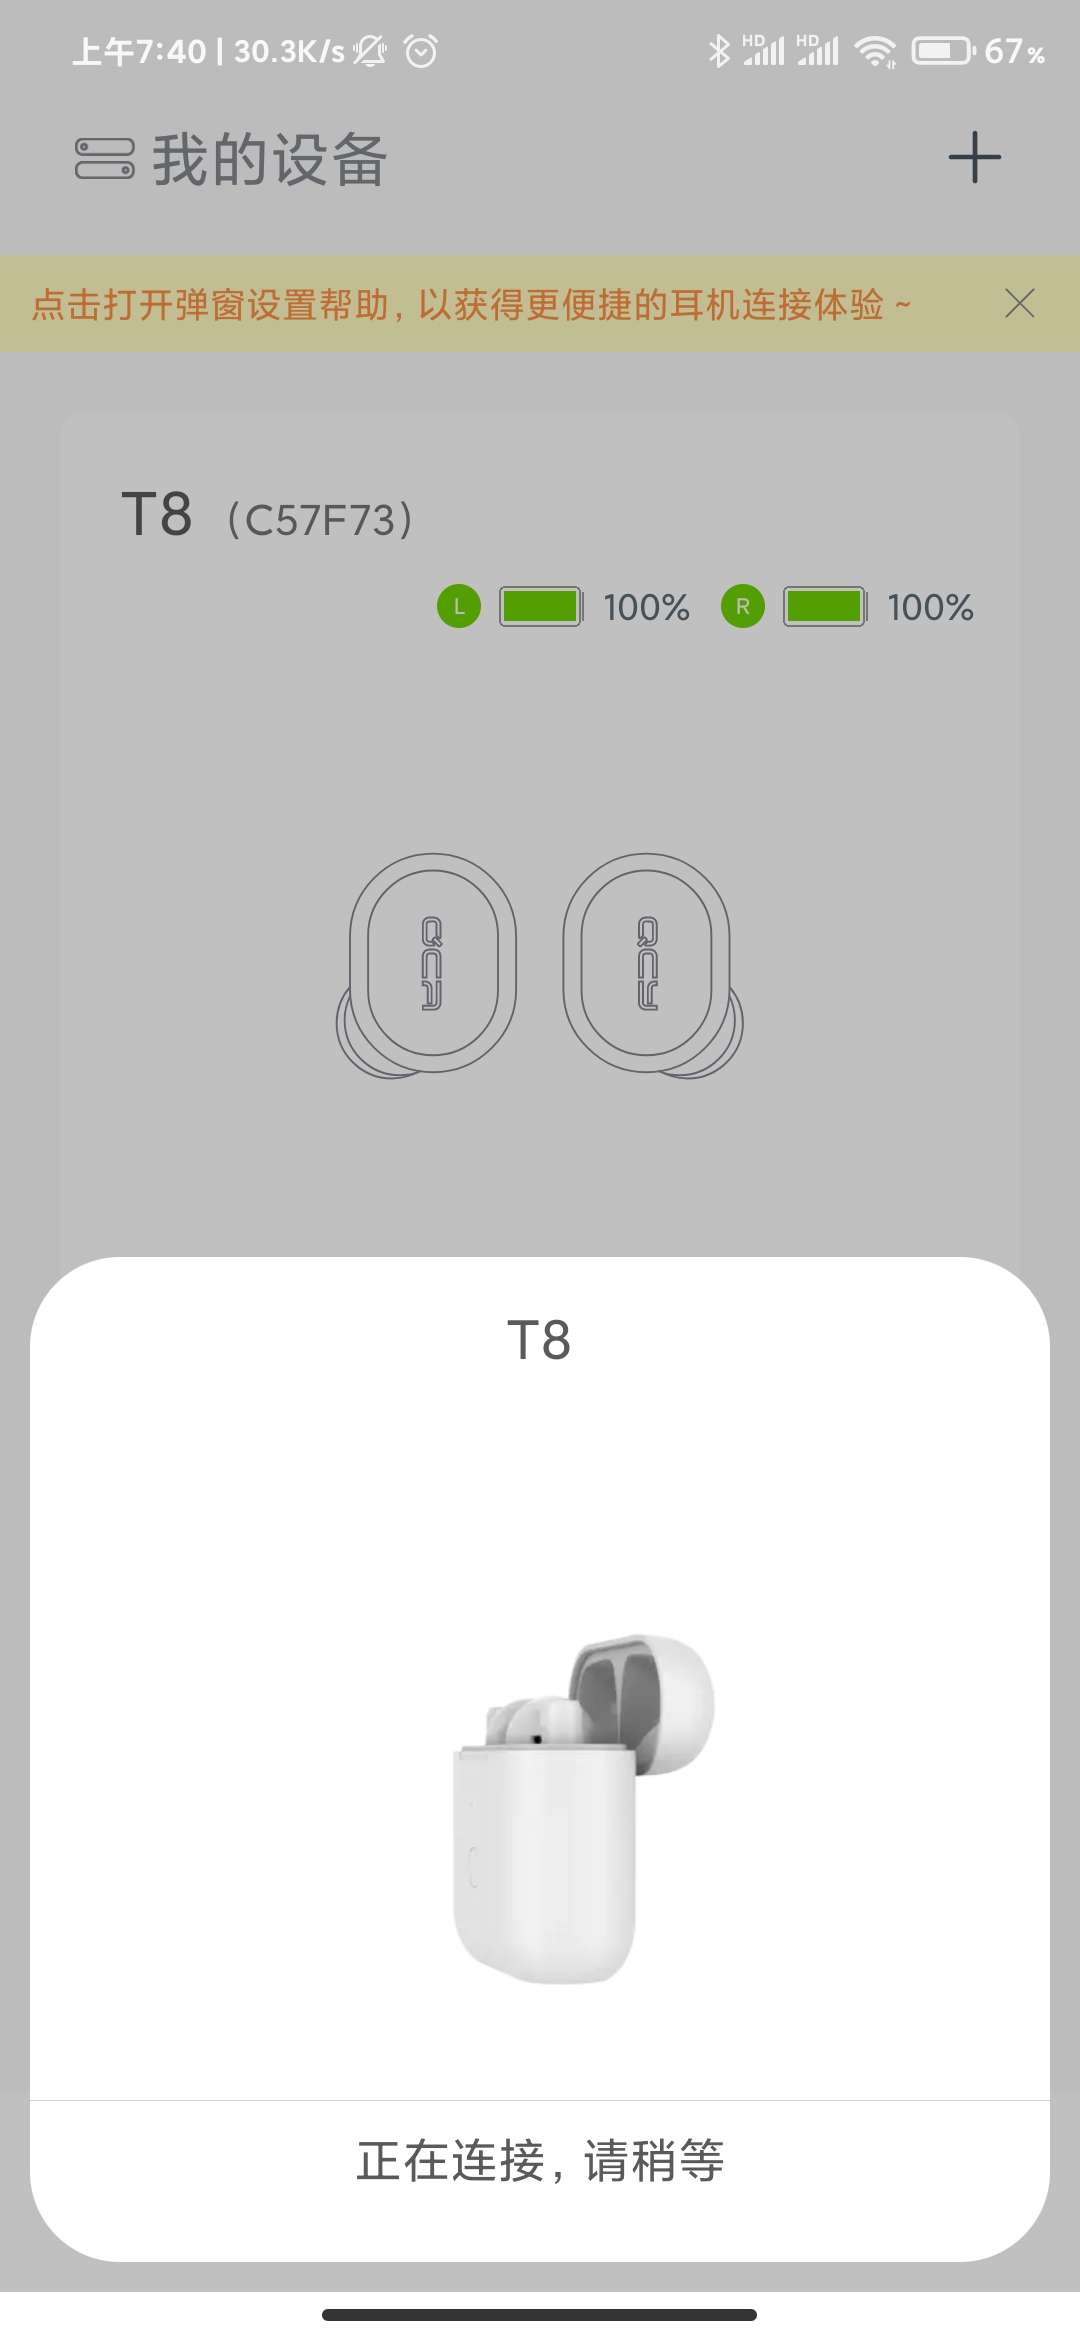 上午7:40 | 30.3K/s HD HD 67%
我的设备
点击打开弹窗设置帮助，以获得更便捷的耳机连接体验 ~
T8 （C57F73）
L 100% R 100%
QCY QCY
T8
正在连接，请稍等